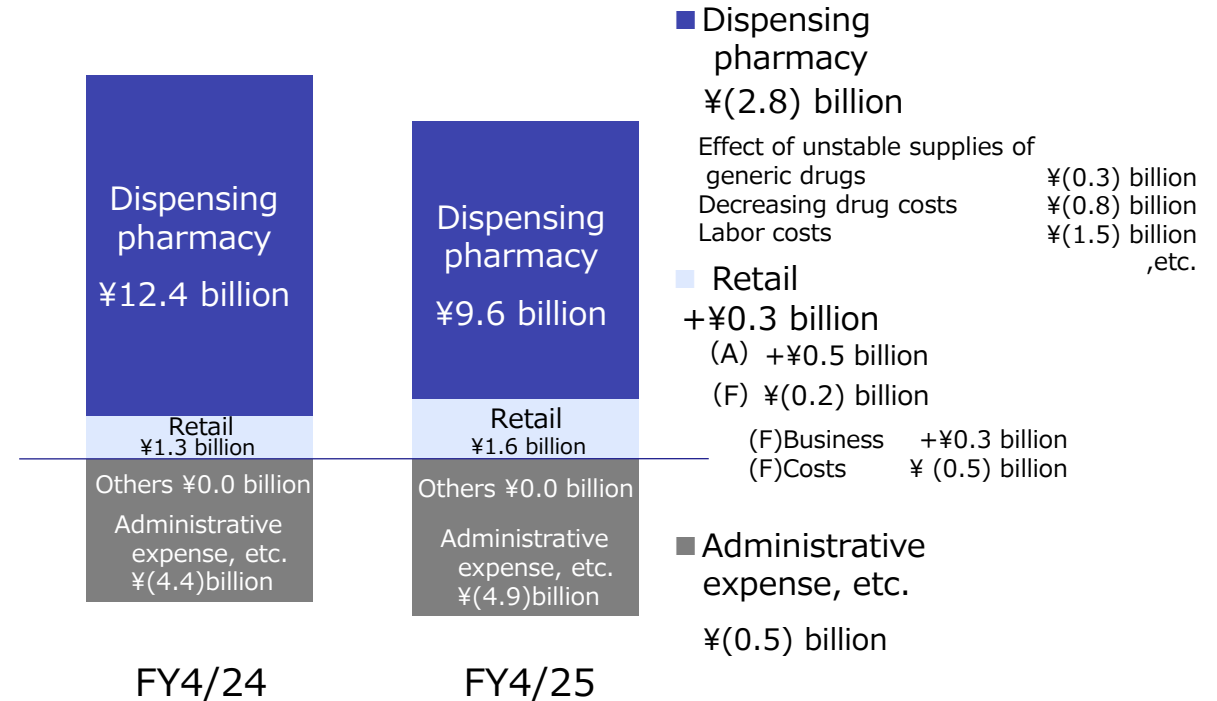 Dispensing
pharmacy
¥12.4 billion
Retail
¥1.3 billion
Others ¥0.0 billion
Administrative
expense, etc.
¥(4.4)billion
FY4/24
Dispensing
pharmacy
¥9.6 billion
Retail
¥1.6 billion
Others ¥0.0 billion
Administrative
expense, etc.
¥(4.9)billion
FY4/25
Dispensing
pharmacy
¥(2.8) billion
Effect of unstable supplies of
generic drugs ¥(0.3) billion
Decreasing drug costs ¥(0.8) billion
Labor costs ¥(1.5) billion
,etc.
Retail
+¥0.3 billion
（A）+¥0.5 billion
（F）¥(0.2) billion
(F)Business +¥0.3 billion
(F)Costs ¥ (0.5) billion
Administrative
expense, etc.
¥(0.5) billion